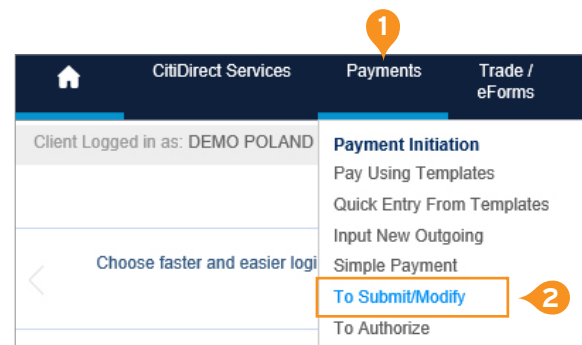 1
CitiDirect Services
Payments
Trade /
eForms
Client Logged in as: DEMO POLAND
Payment Initiation
Pay Using Templates
Quick Entry From Templates
Input New Outgoing
Choose faster and easier logi
Simple Payment
To Submit/Modify
2
To Authorize